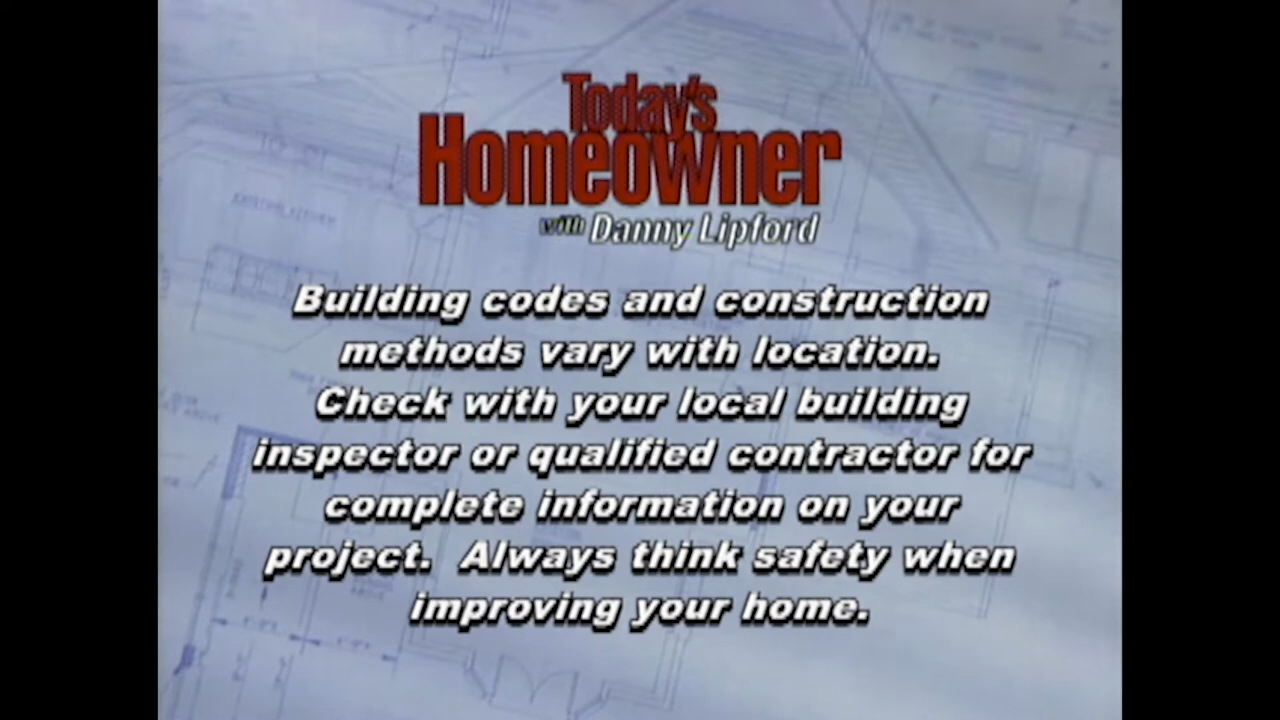 Today's
Homeowner
with Danny Lipford
Building codes and construction
methods vary with location.
Check with your local building
inspector or qualified contractor for
complete information on your
project.  Always think safety when
improving your home.